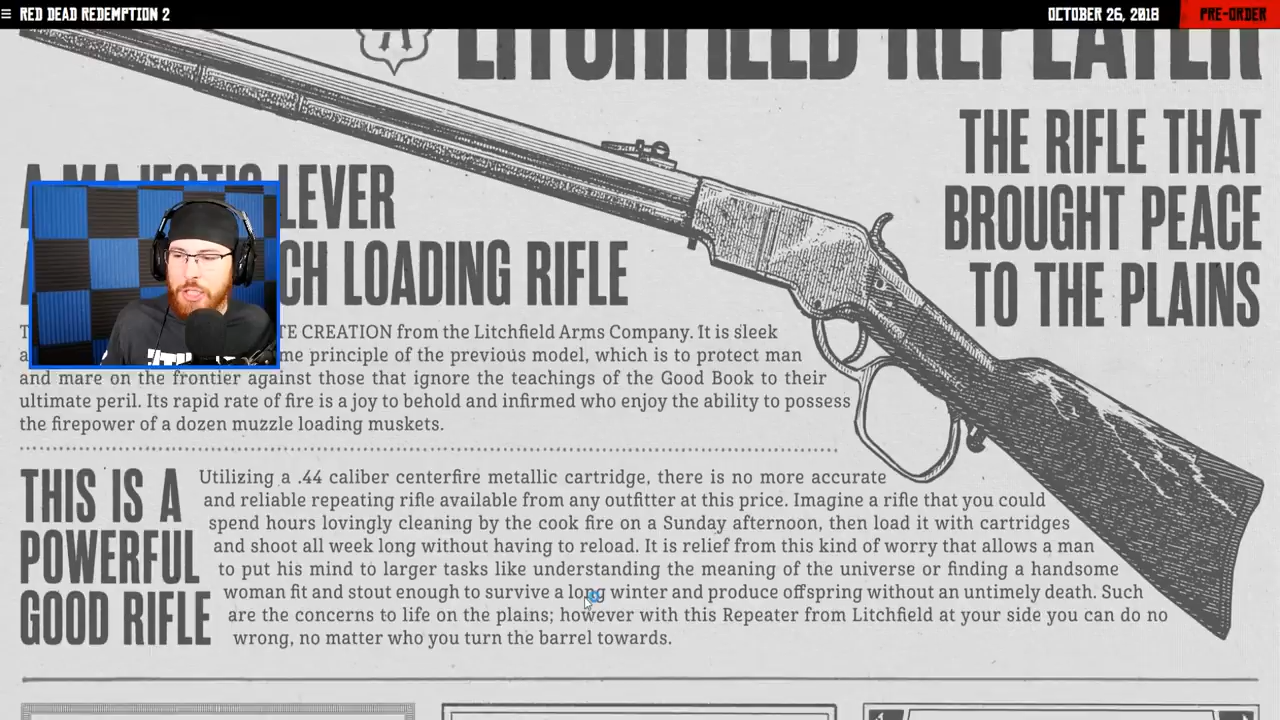 RED DEAD REDEMPTION 2
OCTOBER 26, 2018
PRE-ORDER
LITCHFIELD REPEATER
THE RIFLE THAT
BROUGHT PEACE
TO THE PLAINS
A MAJESTIC LEVER
CH LOADING RIFLE
TE CREATION from the Litchfield Arms Company. It is sleek
me principle of the previous model, which is to protect man
and mare on the frontier against those that ignore the teachings of the Good Book to their
ultimate peril. Its rapid rate of fire is a joy to behold and infirmed who enjoy the ability to possess
the firepower of a dozen muzzle loading muskets.
THIS IS A
POWERFUL
GOOD RIFLE
Utilizing a .44 caliber centerfire metallic cartridge, there is no more accurate
and reliable repeating rifle available from any outfitter at this price. Imagine a rifle that you could
spend hours lovingly cleaning by the cook fire on a Sunday afternoon, then load it with cartridges
and shoot all week long without having to reload. It is relief from this kind of worry that allows a man
to put his mind to larger tasks like understanding the meaning of the universe or finding a handsome
woman fit and stout enough to survive a long winter and produce offspring without an untimely death. Such
are the concerns to life on the plains; however with this Repeater from Litchfield at your side you can do no
wrong, no matter who you turn the barrel towards.